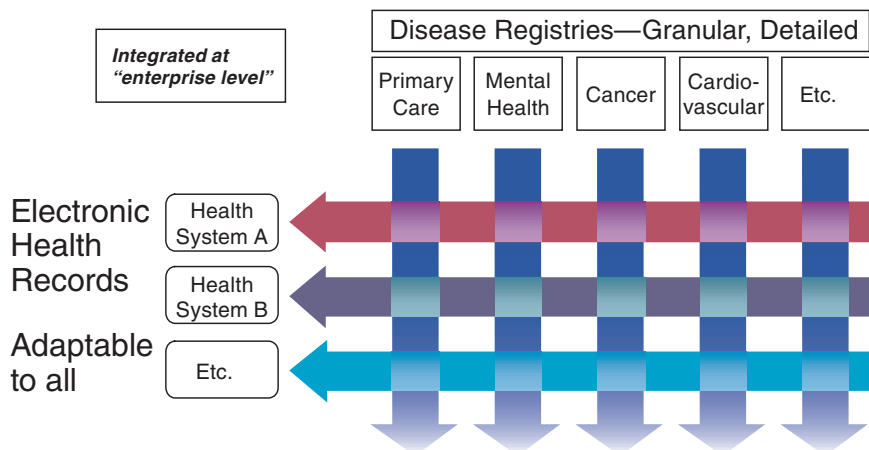 Integrated at
“enterprise level”
Disease Registries—Granular, Detailed
Primary
Care
Mental
Health
Cancer
Cardio-
vascular
Etc.
Electronic
Health
Records
Health
System A
Health
System B
Adaptable
to all
Etc.